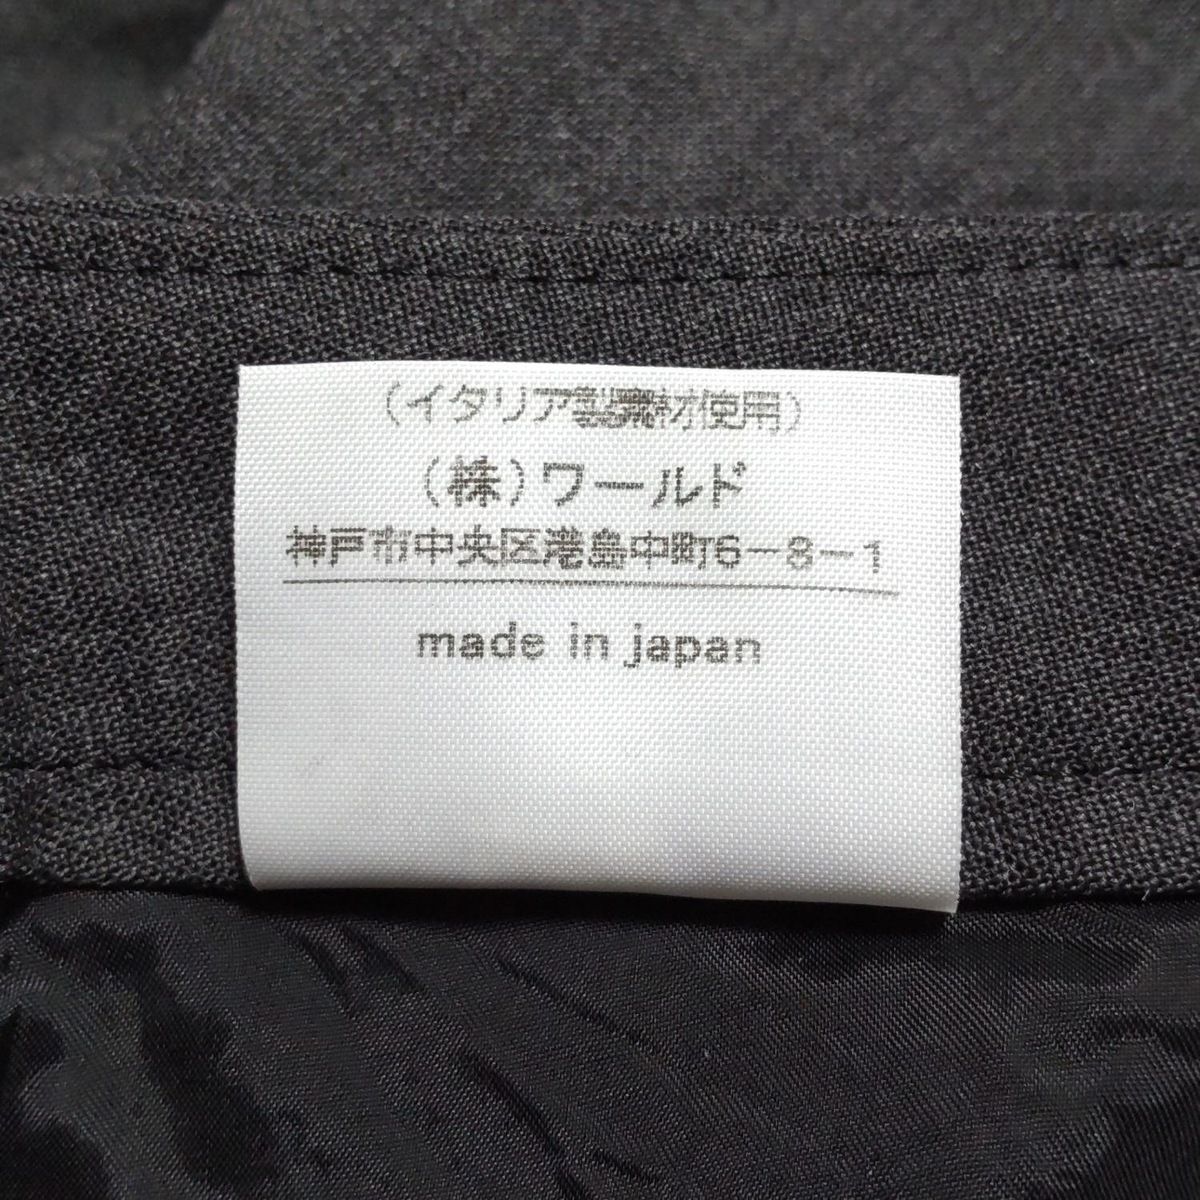 （イタリア製素材使用）
（株）ワールド
神戸市中央区港島中町6-8-1
made in japan